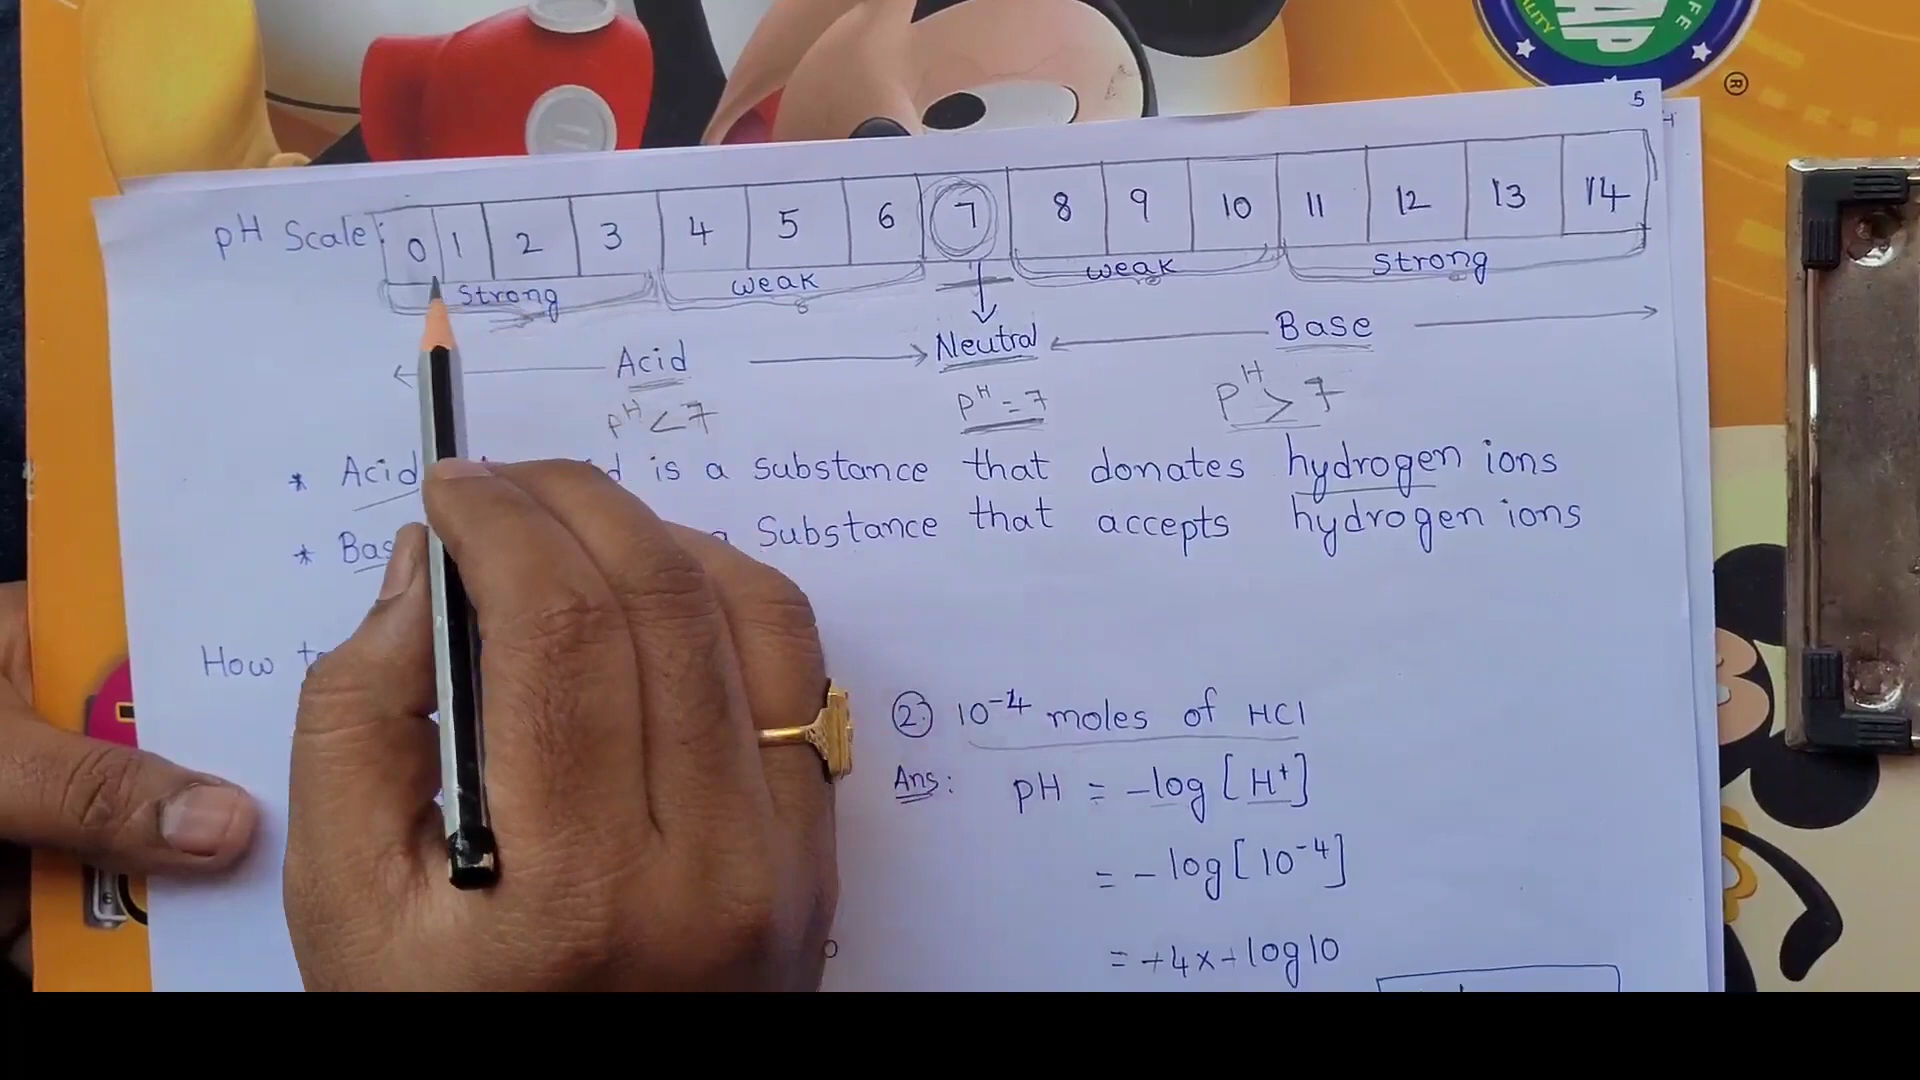 5
pH Scale: 0 1 2 3 4 5 6 7 8 9 10 11 12 13 14
Strong weak weak Strong
Acid Neutral Base
pH < 7 pH = 7 pH > 7
* Acid is a substance that donates hydrogen ions
* Substance that accepts hydrogen ions
How
② 10⁻⁴ moles of HCl
Ans: pH = -log [H⁺]
= -log [10⁻⁴]
= +4x+log10
®